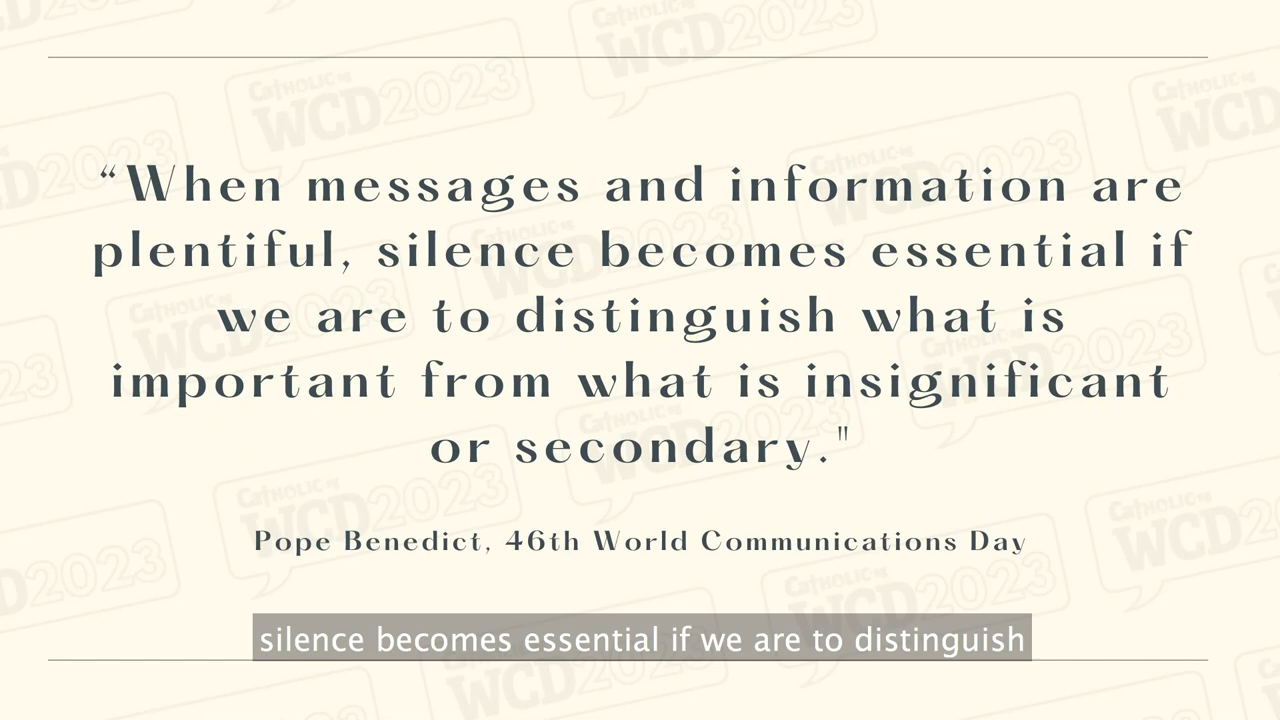 “When messages and information are
plentiful, silence becomes essential if
we are to distinguish what is
important from what is insignificant
or secondary."
Pope Benedict, 46th World Communications Day
silence becomes essential if we are to distinguish